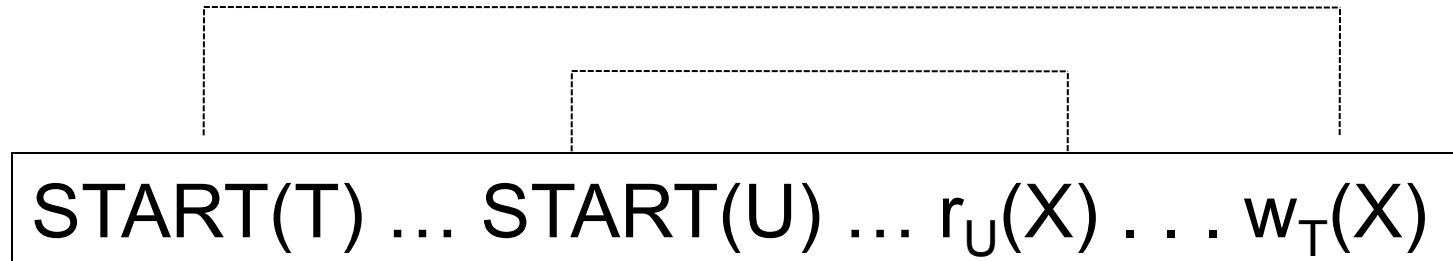 START(T) … START(U) … r_U(X) . . . w_T(X)